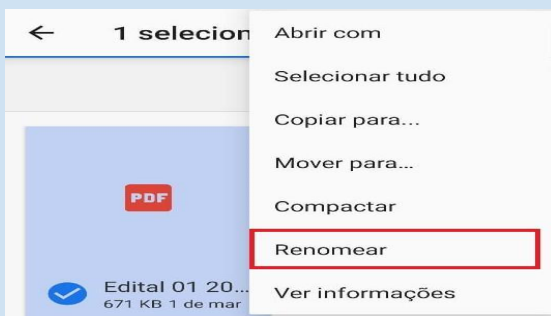 1 selecion
Abrir com
Selecionar tudo
Copiar para...
Mover para...
Compactar
Renomear
Ver informações
PDF
Edital 01 20...
671 KB 1 de mar